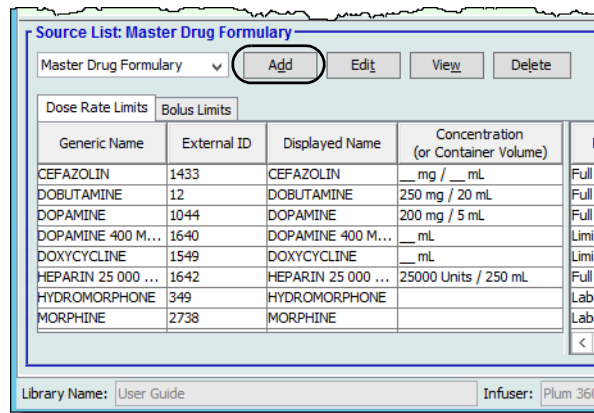 Source List: Master Drug Formulary
Master Drug Formulary Add Edit View Delete
Dose Rate Limits Bolus Limits
Generic Name External ID Displayed Name Concentration (or Container Volume)
CEFAZOLIN 1433 CEFAZOLIN __ mg / __ mL Full
DOBUTAMINE 12 DOBUTAMINE 250 mg / 20 mL Full
DOPAMINE 1044 DOPAMINE 200 mg / 5 mL Full
DOPAMINE 400 M... 1640 DOPAMINE 400 M... __ mL Limi
DOXYCYCLINE 1549 DOXYCYCLINE __ mL Limi
HEPARIN 25 000 ... 1642 HEPARIN 25 000 ... 25000 Units / 250 mL Full
HYDROMORPHONE 349 HYDROMORPHONE Lab
MORPHINE 2738 MORPHINE Lab
Library Name: User Guide Infuser: Plum 36